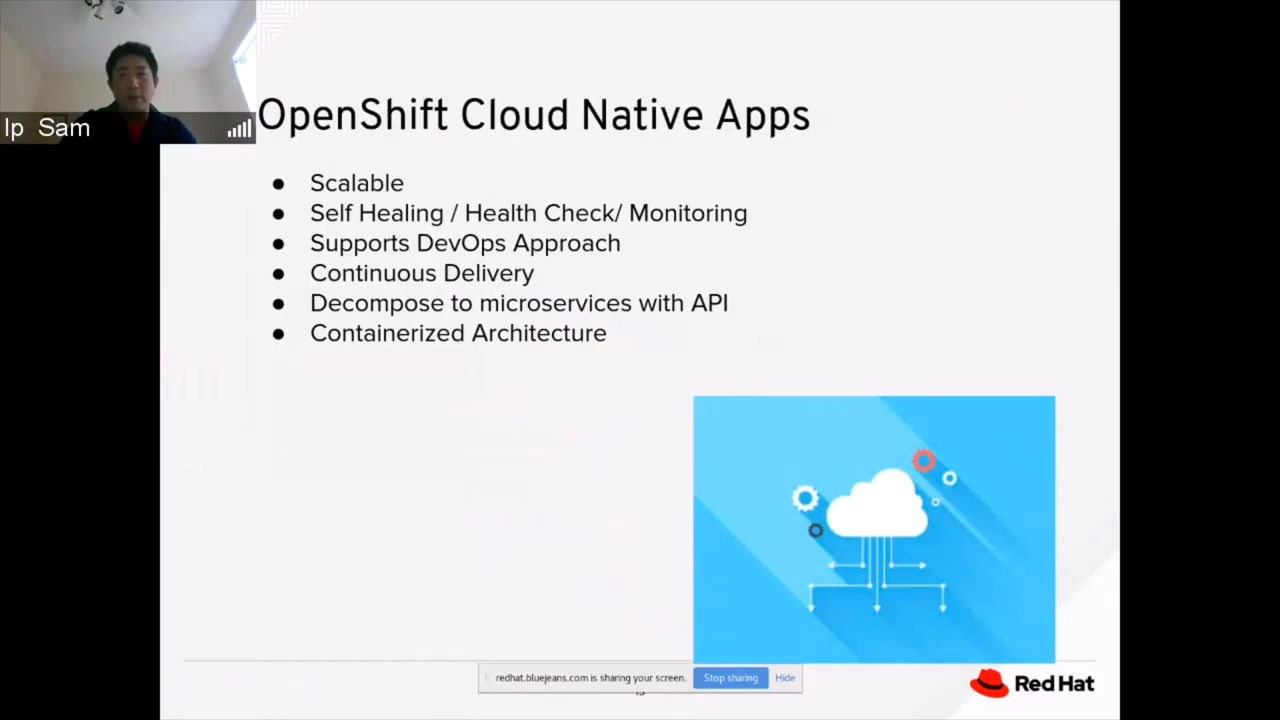 Ip Sam
OpenShift Cloud Native Apps
● Scalable
● Self Healing / Health Check/ Monitoring
● Supports DevOps Approach
● Continuous Delivery
● Decompose to microservices with API
● Containerized Architecture
redhat.bluejeans.com is sharing your screen. Stop sharing Hide
Red Hat